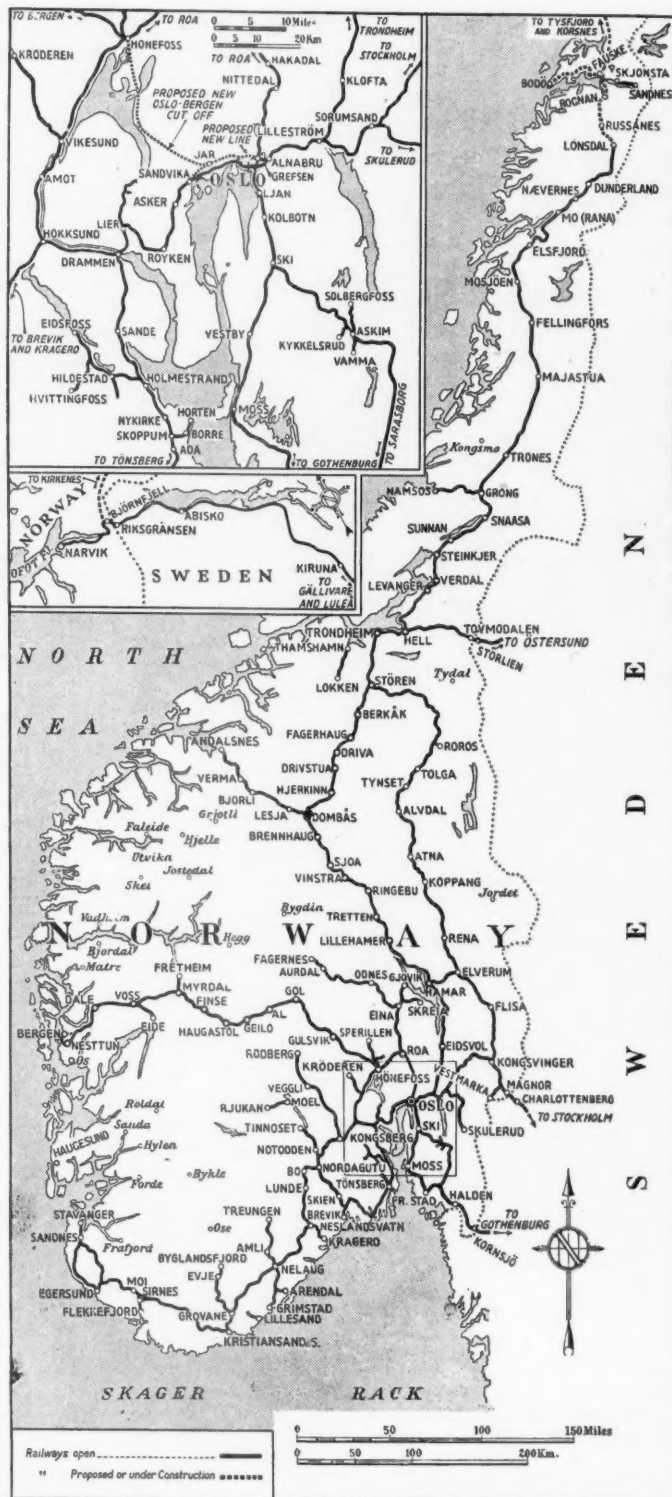 TO BERGEN
TO ROA
KRODEREN
HONEFOSS
10 Miles
10 20 Km
TO TRONDHEIM
TO STOCKHOLM
TO ROA
HAKADAL
NITTEDAL
KLOFTA
PROPOSED NEW
OSLO-BERGEN
CUT OFF
PROPOSED
NEW LINE
LILLESTRÖM
SORUMSAND
TO SKULERUD
VIKESUND
JAR
ALNABRU
AMOT
SANDVIKA
OSLO
GREFSEN
ASKER
LJAN
LIER
KOLBOTN
HOKKSUND
DRAMMEN
ROYKEN
SKI
TO BREVIK
AND KRAGERO
EIDSFOSS
SANDE
VESTBY
SOLBERGFOSS
ASKIM
KYKKELSRUD
VAMMA
HILDESTAD
HVITTINGFOSS
HOLMESTRAND
MOSS
NYKIRKE
HORTEN
SKOPPUM
BORRE
ADA
TO TÖNSBERG
TO GOTHENBURG
TO SARASBORG
TO KIRKENES
NORWAY
BJÖRNFJELL
OFOT FJ.
NARVIK
RIKSGRÄNSEN
ABISKO
SWEDEN
KIRUNA
TO
GÄLLIVARE
AND LULEA
TO TYSFJORD
AND KORSNES
FAUSKE
BODÖ
SKJONSTA
SANDNES
ROGNAN
RUSSANES
LONSDAL
NÆVERNES
DUNDERLAND
MO (RANA)
ELSFJORD
MOSJOEN
FELLINGFORS
MAJASTUA
Kongsmo
TRONES
NAMSOS
GRONG
SNAASA
SUNNAN
STEINKJER
VERDAL
LEVANGER
TRONDHEIM
HELL
TOVMODALEN
TO ÖSTERSUND
STORLIEN
THAMSHAMN
LOKKEN
STÖREN
Tydal
NORTH
SEA
BERKÅK
ANDALSNES
FAGERHAUG
DRIVA
ROROS
VERMA
DRIVSTUA
TOLGA
BJORLI
HJERKINN
TYNSET
Grjotli
LESJA
DOMBÅS
ALVDAL
Faleide
Hjelle
BRENNHAUG
Utvika
SJOA
ATNA
Skei
Jostedal
VINSTRA
KOPPANG
RINGEBU
Jordet
Bygdin
TRETTEN
Vadheim
NORWAY
Hogg
LILLEHAMER
RENA
Bjordal
Matre
FRETHEIM
FAGERNES
AURDAL
ODNES
GJOVIK
ELVERUM
HAMAR
DALE
VOSS
MYRDAL
FINSE
GOL
AL
EINA
SKREIA
FLISA
BERGEN
EIDE
HAUGASTOL
GEILO
GULSVIK
SPERILLEN
NESTTUN
Os
ROA
EIDSVOL
KONGSVINGER
RÖDBERG
KRÖDEREN
HÖNEFOSS
VESTMARKA
MAGNOR
CHARLOTTENBERG
TO STOCKHOLM
VEGGLI
Roldal
RJUKAN
MOEL
OSLO
Sauda
TINNOSET
KONGSBERG
SKI
SKULERUD
HAUGESUND
Hylen
NOTODDEN
Bykle
BO
NORDAGUTU
MOSS
Forde
LUNDE
TÖNSBERG
STAVANGER
SKIEN
FR. STAD
HALDEN
TO
GOTHENBURG
TREUNGEN
BREVIK
Ose
NESLANDSVATN
KORNSJÖ
SANDNES
Frafjord
AMLI
KRAGERO
BYGLANDSFJORD
EVJE
NELAUG
MOI
EGERSUND
SIRNES
ARENDAL
FLEKKEFJORD
GRIMSTAD
GROVANE
LILLESAND
KRISTIANSAND S.
SWEDEN
SKAGER RACK
Railways open
" Proposed or under Construction
0 50 100 150 Miles
0 50 100 200 Km.